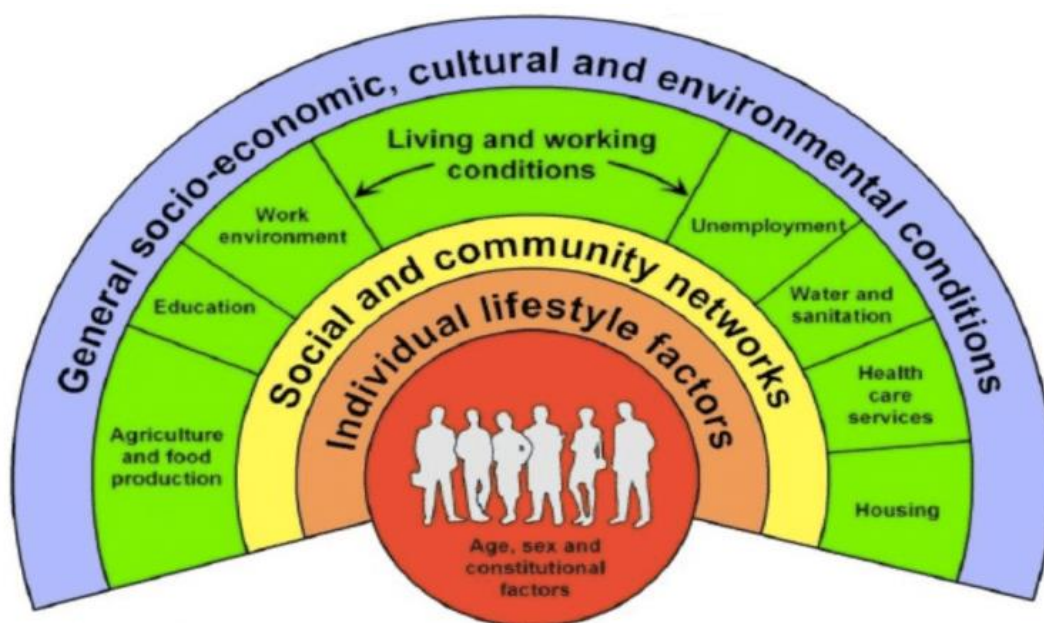 General socio-economic, cultural and environmental conditions
Living and working
conditions
Work
environment
Unemployment
Education
Water and
sanitation
Agriculture
and food
production
Health
care
services
Housing
Social and community networks
Individual lifestyle factors
Age, sex and
constitutional
factors